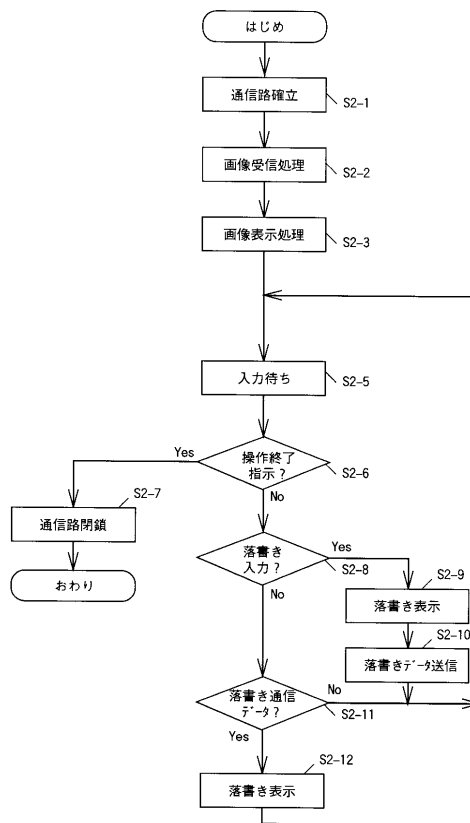 はじめ
通信路確立
S2-1
画像受信処理
S2-2
画像表示処理
S2-3
入力待ち
S2-5
操作終了
指示?
S2-6
Yes
No
S2-7
通信路閉鎖
おわり
落書き
入力?
S2-8
Yes
No
S2-9
落書き表示
S2-10
落書きデータ送信
落書き通信
データ?
S2-11
No
Yes
S2-12
落書き表示